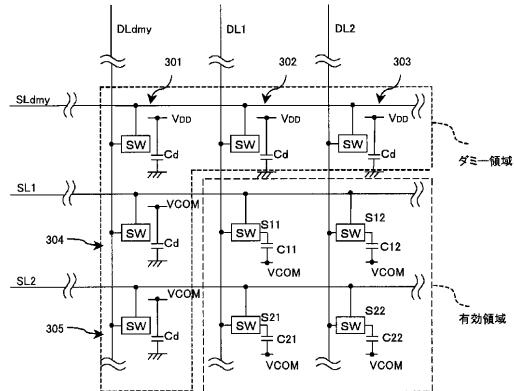 DLdmy DL1 DL2
301 302 303
SLdmy
VDD VDD VDD
SW Cd SW Cd SW Cd
ダミー領域
SL1
VCOM
304 SW Cd
S11 SW C11 VCOM
S12 SW C12 VCOM
SL2
VCOM
305 SW Cd
S21 SW C21 VCOM
S22 SW C22 VCOM
有効領域